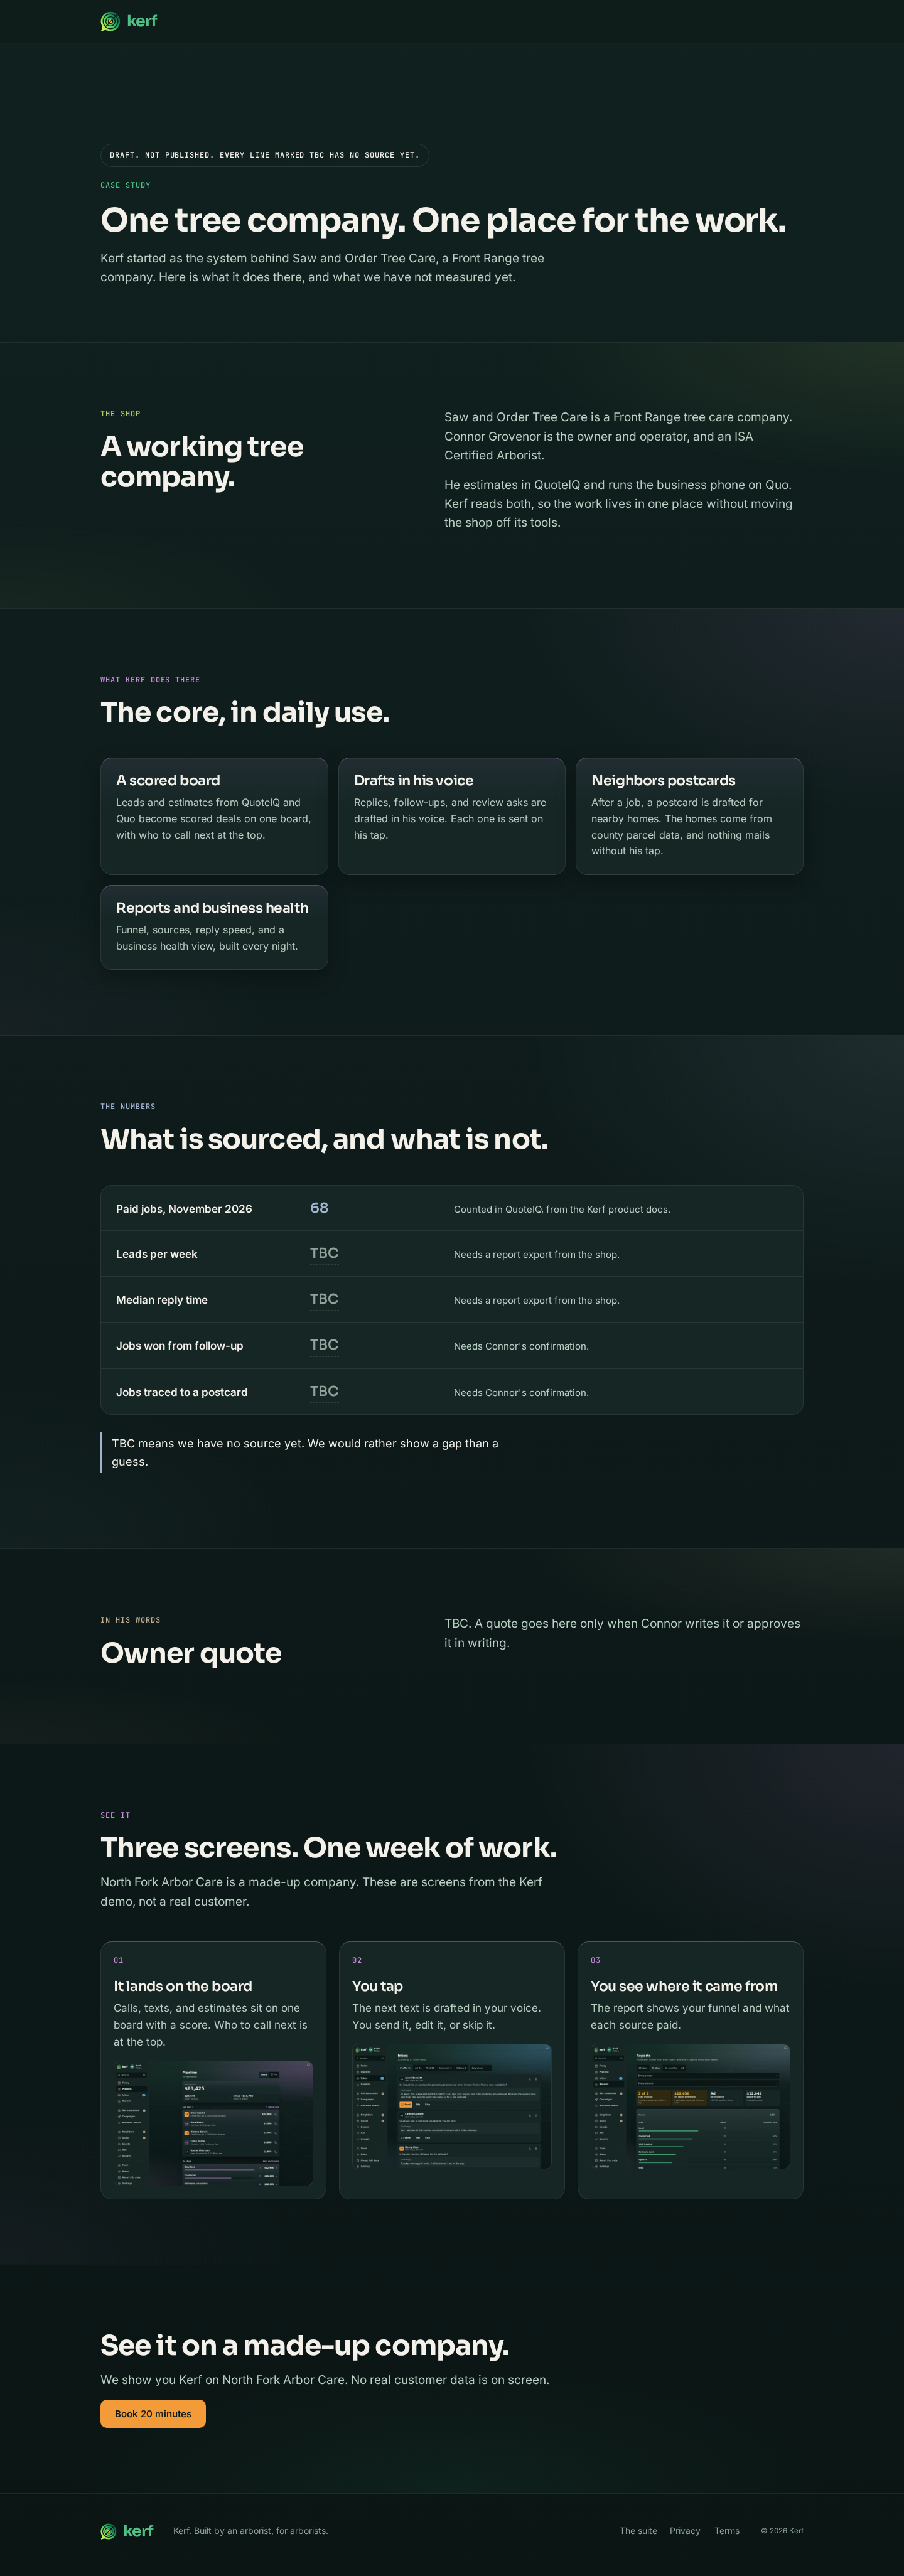 kerf
DRAFT. NOT PUBLISHED. EVERY LINE MARKED TBC HAS NO SOURCE YET.
CASE STUDY
One tree company. One place for the work.
Kerf started as the system behind Saw and Order Tree Care, a Front Range tree
company. Here is what it does there, and what we have not measured yet.
THE SHOP
A working tree
company.
Saw and Order Tree Care is a Front Range tree care company.
Connor Grovenor is the owner and operator, and an ISA
Certified Arborist.
He estimates in QuoteIQ and runs the business phone on Quo.
Kerf reads both, so the work lives in one place without moving
the shop off its tools.
WHAT KERF DOES THERE
The core, in daily use.
A scored board
Leads and estimates from QuoteIQ and
Quo become scored deals on one board,
with who to call next at the top.
Drafts in his voice
Replies, follow-ups, and review asks are
drafted in his voice. Each one is sent on
his tap.
Neighbors postcards
After a job, a postcard is drafted for
nearby homes. The homes come from
county parcel data, and nothing mails
without his tap.
Reports and business health
Funnel, sources, reply speed, and a
business health view, built every night.
THE NUMBERS
What is sourced, and what is not.
Paid jobs, November 2026 68 Counted in QuoteIQ, from the Kerf product docs.
Leads per week TBC Needs a report export from the shop.
Median reply time TBC Needs a report export from the shop.
Jobs won from follow-up TBC Needs Connor's confirmation.
Jobs traced to a postcard TBC Needs Connor's confirmation.
TBC means we have no source yet. We would rather show a gap than a
guess.
IN HIS WORDS
Owner quote
TBC. A quote goes here only when Connor writes it or approves
it in writing.
SEE IT
Three screens. One week of work.
North Fork Arbor Care is a made-up company. These are screens from the Kerf
demo, not a real customer.
01
It lands on the board
Calls, texts, and estimates sit on one
board with a score. Who to call next is
at the top.
Pipeline
$83,425
02
You tap
The next text is drafted in your voice.
You send it, edit it, or skip it.
Inbox
03
You see where it came from
The report shows your funnel and what
each source paid.
Reports
See it on a made-up company.
We show you Kerf on North Fork Arbor Care. No real customer data is on screen.
Book 20 minutes
kerf
Kerf. Built by an arborist, for arborists.
The suite Privacy Terms © 2026 Kerf